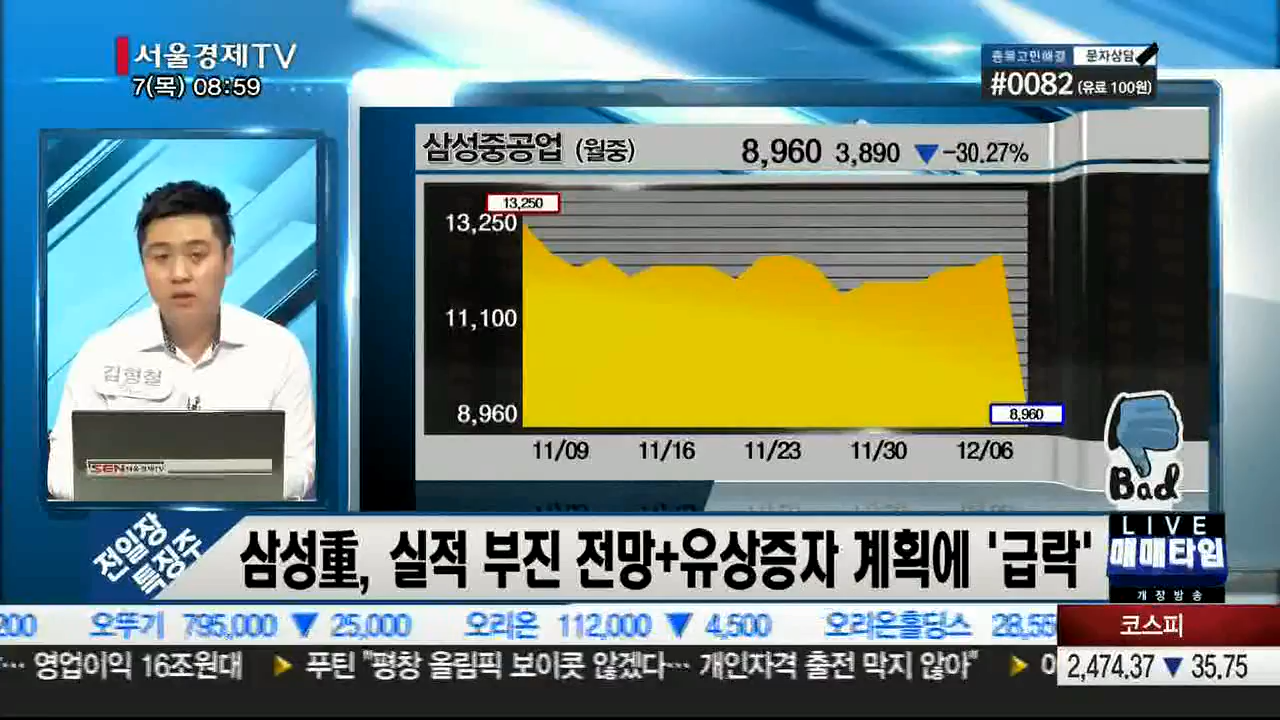 서울경제TV
7(목) 08:59
종목고민해결 문자상담
#0082 (유료 100원)
삼성중공업 (월중) 8,960 3,890 ▼-30.27%
13,250
13,250
11,100
8,960
8,960
11/09 11/16 11/23 11/30 12/06
김형철
SEN 서울경제TV
Bad
전일장
특징주
삼성重, 실적 부진 전망+유상증자 계획에 '급락'
LIVE
매매타임
개장방송
200 오뚜기 795,000 ▼ 25,000 오리온 112,000 ▼ 4,500 오리온홀딩스 28,55
코스피
2,474.37 ▼ 35.75
… 영업이익 16조원대 ▶ 푸틴 "평창 올림픽 보이콧 않겠다… 개인자격 출전 막지 않아" ▶